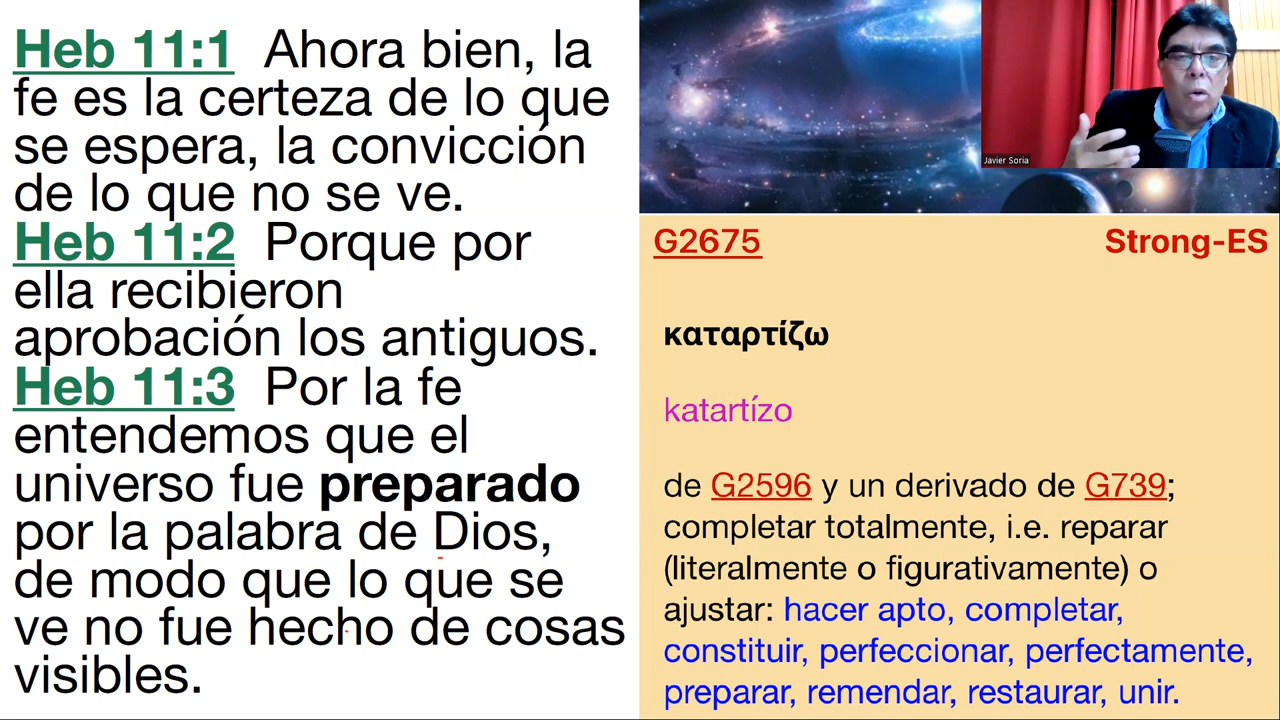 Heb 11:1 Ahora bien, la
fe es la certeza de lo que
se espera, la convicción
de lo que no se ve.
Heb 11:2 Porque por
ella recibieron
aprobación los antiguos.
Heb 11:3 Por la fe
entendemos que el
universo fue preparado
por la palabra de Dios,
de modo que lo que se
ve no fue hecho de cosas
visibles.
Javier Soria
G2675 Strong-ES
καταρτίζω
katartízo
de G2596 y un derivado de G739;
completar totalmente, i.e. reparar
(literalmente o figurativamente) o
ajustar: hacer apto, completar,
constituir, perfeccionar, perfectamente,
preparar, remendar, restaurar, unir.